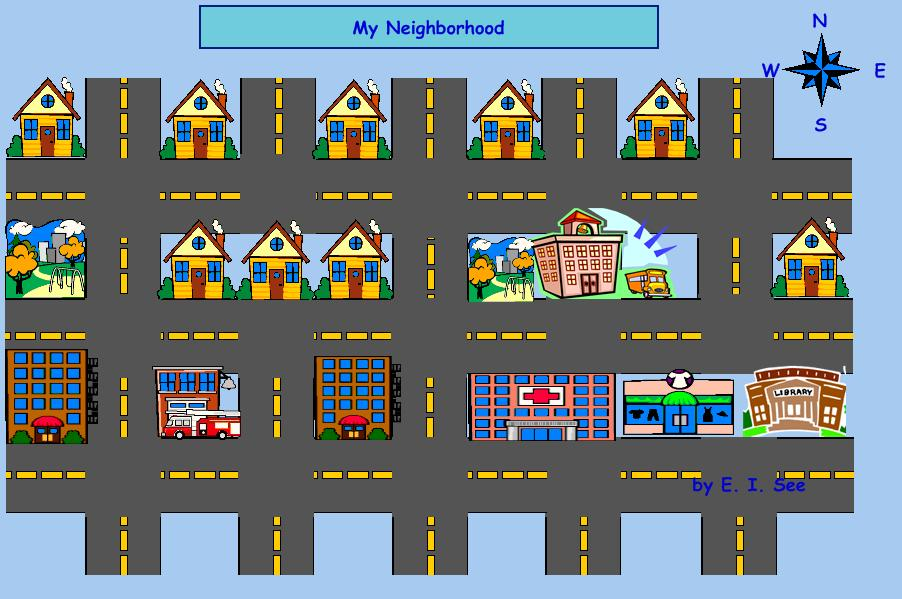 My Neighborhood
N
W E
S
LIBRARY
by E. I. See